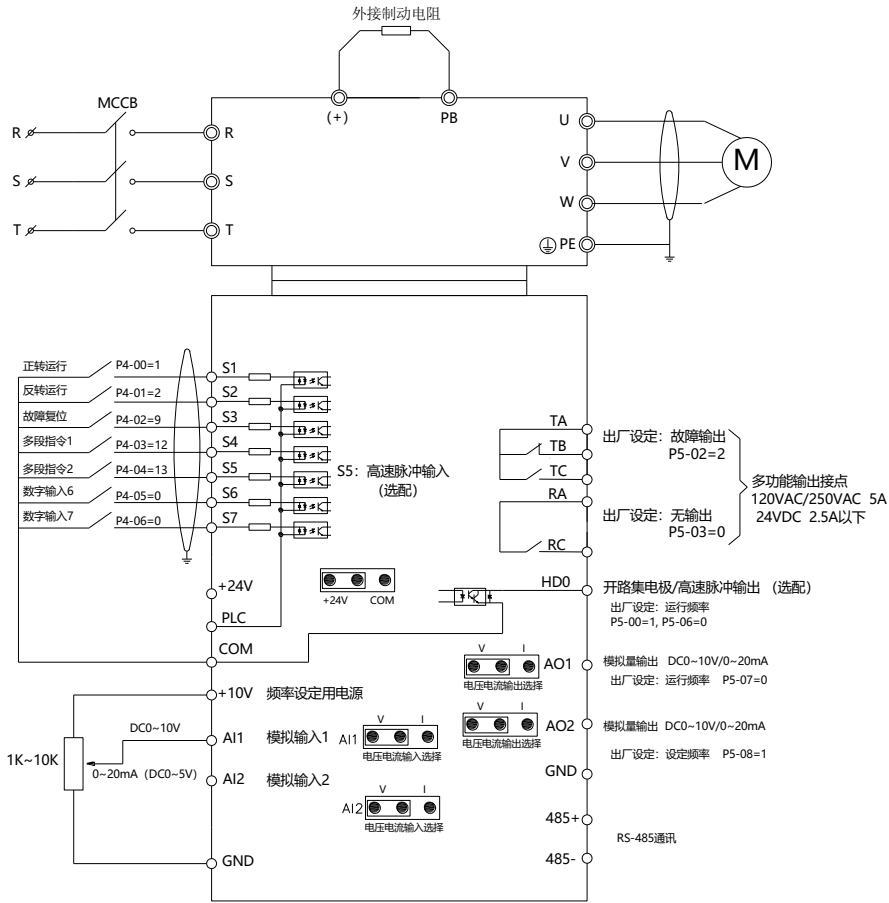 外接制动电阻
MCCB
(+)
PB
R
R
S
S
T
T
U
V
W
PE
M
正转运行
P4-00=1
S1
反转运行
P4-01=2
S2
故障复位
P4-02=9
S3
多段指令1
P4-03=12
S4
多段指令2
P4-04=13
S5
数字输入6
P4-05=0
S6
数字输入7
P4-06=0
S7
S5：高速脉冲输入
(选配)
TA
TB
TC
RA
RC
出厂设定：故障输出
P5-02=2
出厂设定：无输出
P5-03=0
多功能输出接点
120VAC/250VAC 5A
24VDC 2.5A以下
+24V
PLC
COM
+24V
COM
HD0
开路集电极/高速脉冲输出 （选配）
出厂设定：运行频率
P5-00=1, P5-06=0
V
I
电压电流输出选择
AO1
模拟量输出 DC0~10V/0~20mA
出厂设定：运行频率 P5-07=0
V
I
电压电流输出选择
AO2
模拟量输出 DC0~10V/0~20mA
出厂设定：设定频率 P5-08=1
+10V
频率设定用电源
DC0~10V
AI1
模拟输入1
AI1
V
I
电压电流输入选择
1K~10K
0~20mA（DC0~5V）
AI2
模拟输入2
AI2
V
I
电压电流输入选择
GND
GND
485+
485-
RS-485通讯